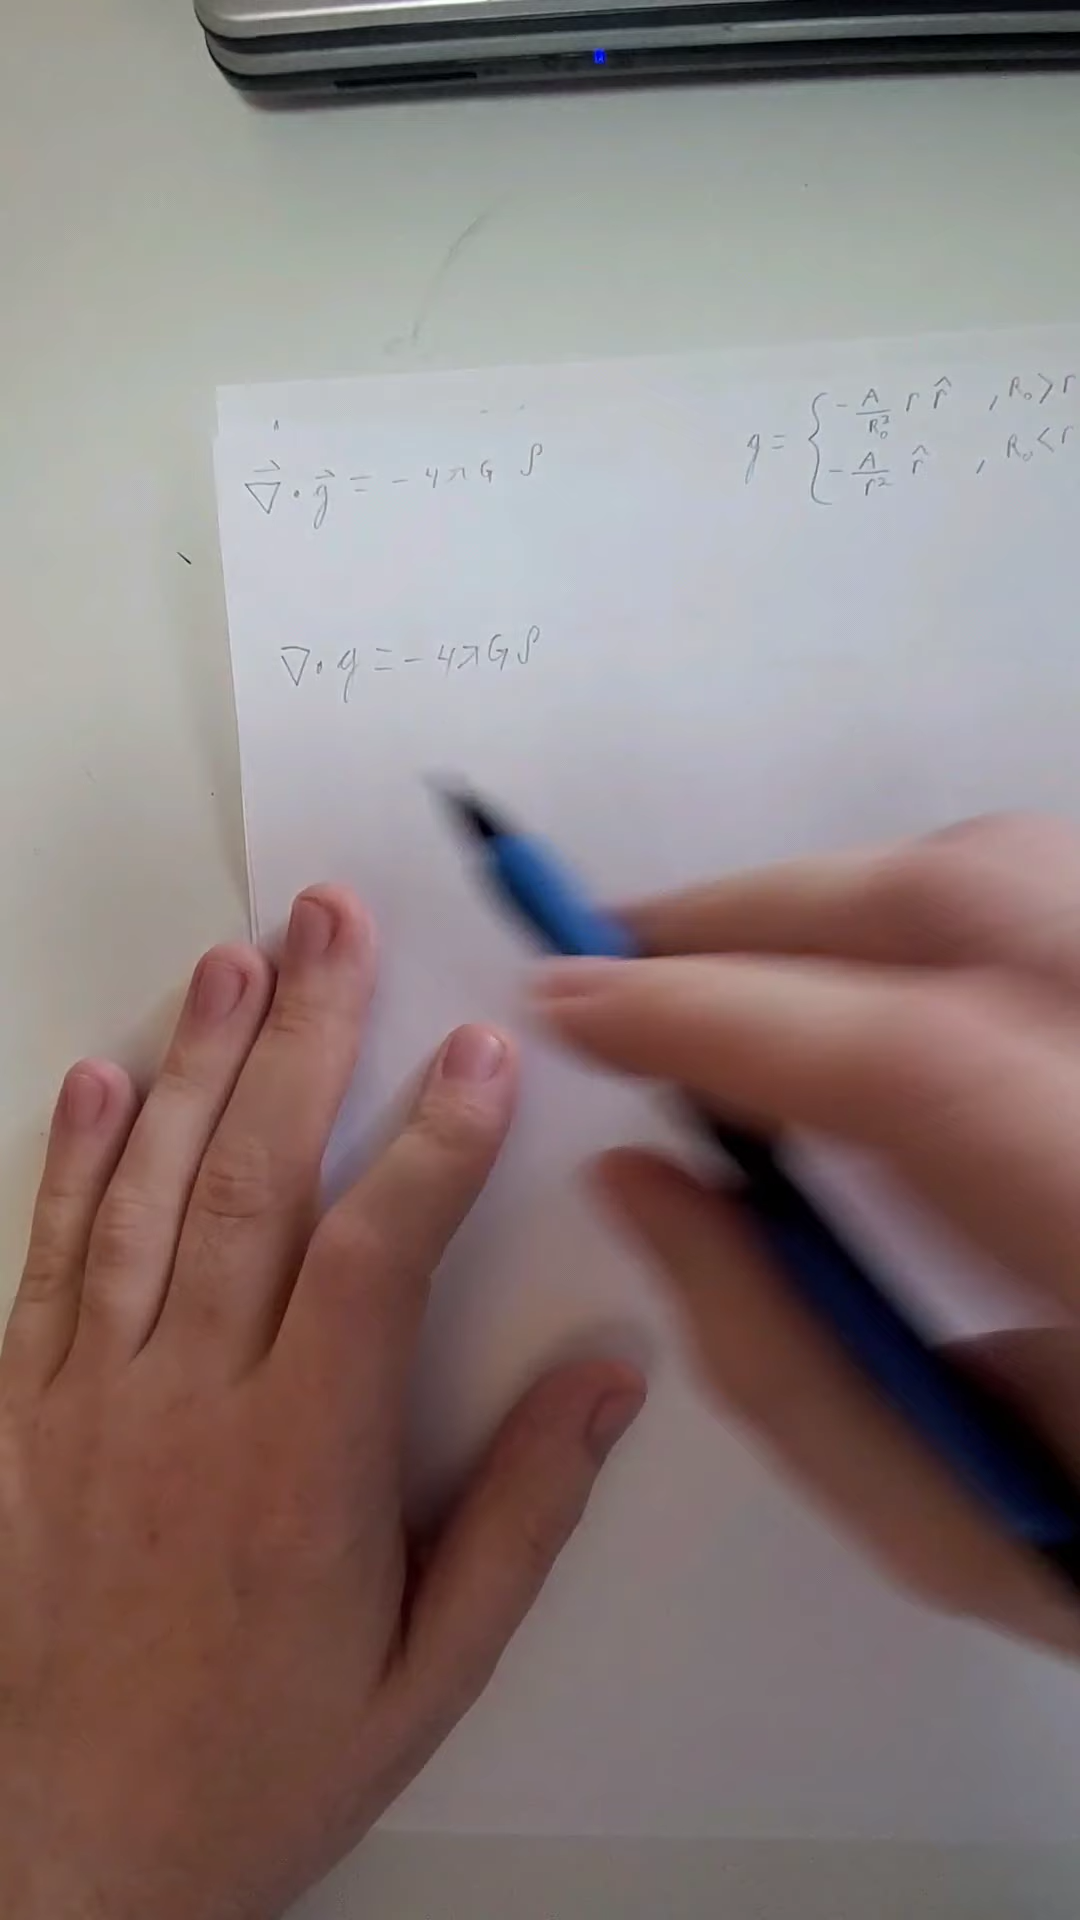 ∇⃗·g⃗ = -4πG ρ
g = { -A/R₀³ r r̂ , R₀>r
-A/r² r̂ , R₀<r
∇·g = -4πGρ